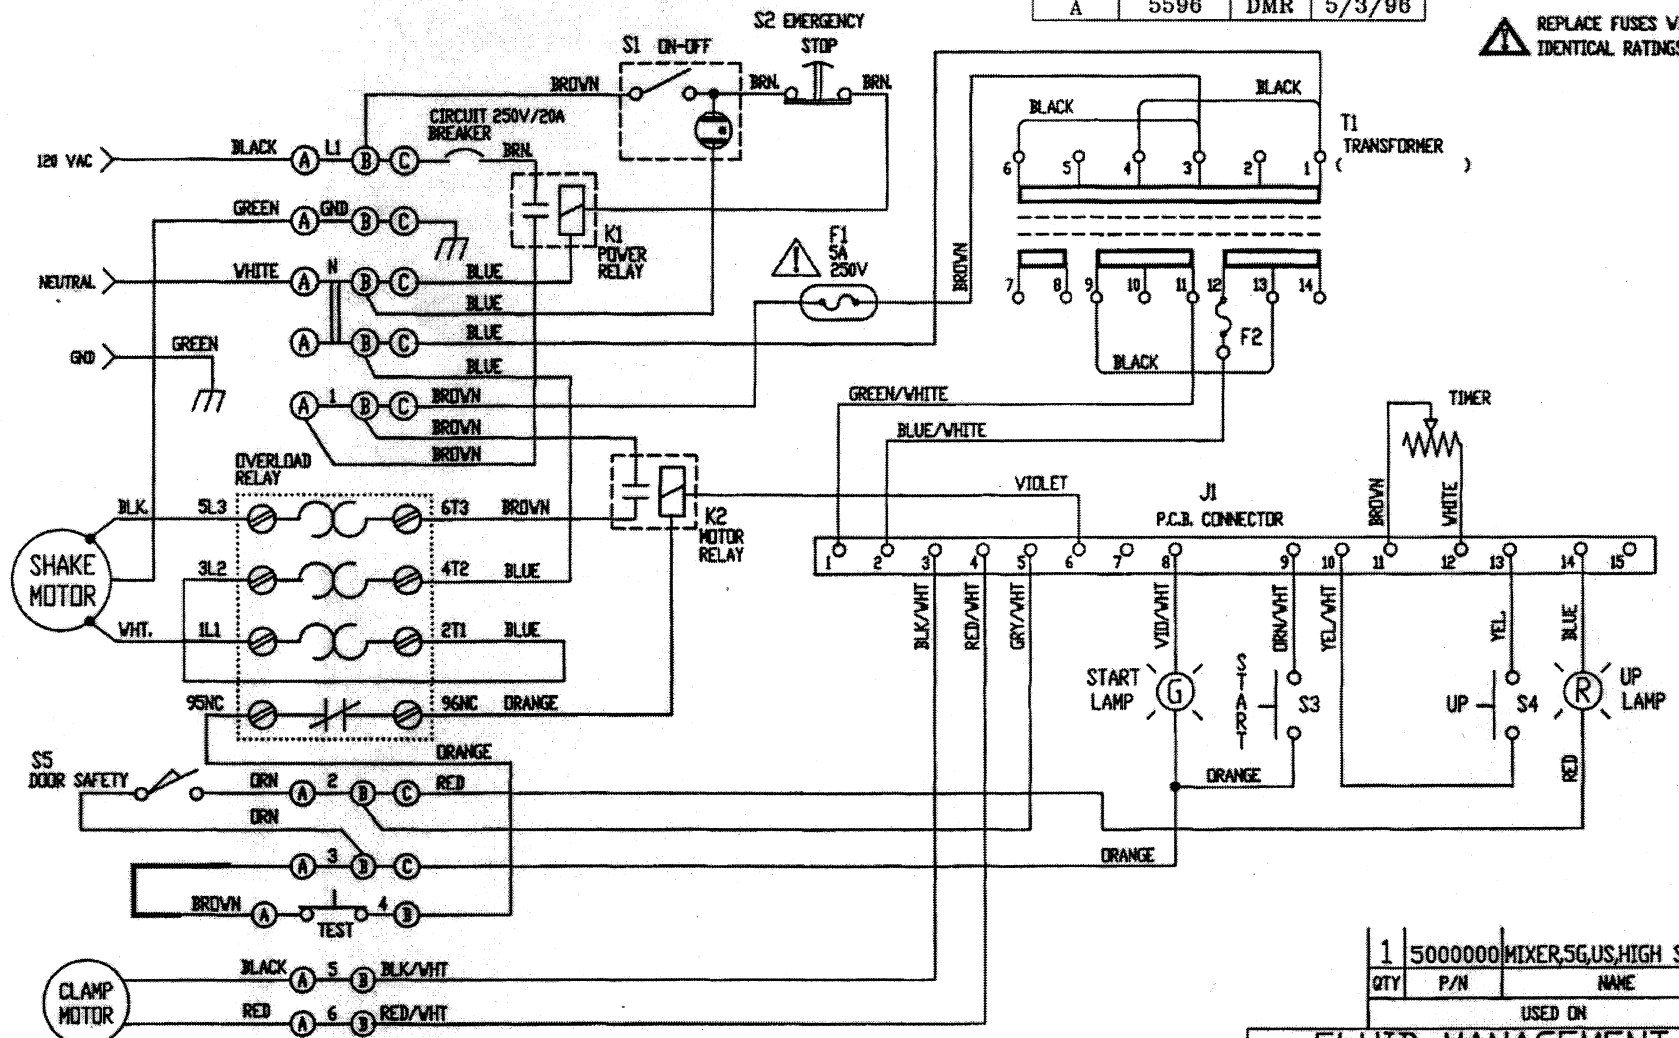 A 5596 DMR 5/3/96
S2 EMERGENCY
STOP
S1 ON-OFF
REPLACE FUSES
IDENTICAL RATINGS
BROWN
BRN.
BRN.
CIRCUIT 250V/20A
BREAKER
BLACK
BLACK
T1
TRANSFORMER
( )
120 VAC
BLACK A L1 B C
BRN.
6 5 4 3 2 1
GREEN A GND B C
K1
POWER
RELAY
F1
5A
250V
BROWN
NEUTRAL
WHITE A N B C BLUE
BLUE
7 8 9 10 11 12 13 14
F2
GND
GREEN
A B C BLUE
BLUE
BLACK
A 1 B C BROWN
BROWN
BROWN
GREEN/WHITE
BLUE/WHITE
TIMER
OVERLOAD
RELAY
VIOLET
J1
P.C.B. CONNECTOR
BROWN
WHITE
BLK. 5L3 6T3 BROWN
K2
MOTOR
RELAY
SHAKE
MOTOR
3L2 4T2 BLUE
1 2 3 4 5 6 7 8 9 10 11 12 13 14 15
WHT. 1L1 2T1 BLUE
BLK/WHT
RED/WHT
GRY/WHT
VIO/WHT
ORN/WHT
YEL/WHT
YEL.
BLUE
95NC 96NC ORANGE
START
LAMP
G
START
S3
UP
S4
R
UP
LAMP
ORANGE
S5
DOOR SAFETY
ORN A 2 B C RED
ORANGE
RED
ORN
A 3 B C
ORANGE
BROWN A 4 B
TEST
CLAMP
MOTOR
BLACK A 5 B BLK/WHT
RED A 6 B RED/WHT
1 5000000 MIXER,5G,US,HIGH
QTY P/N NAME
USED ON
FLUID MANAGEMENT